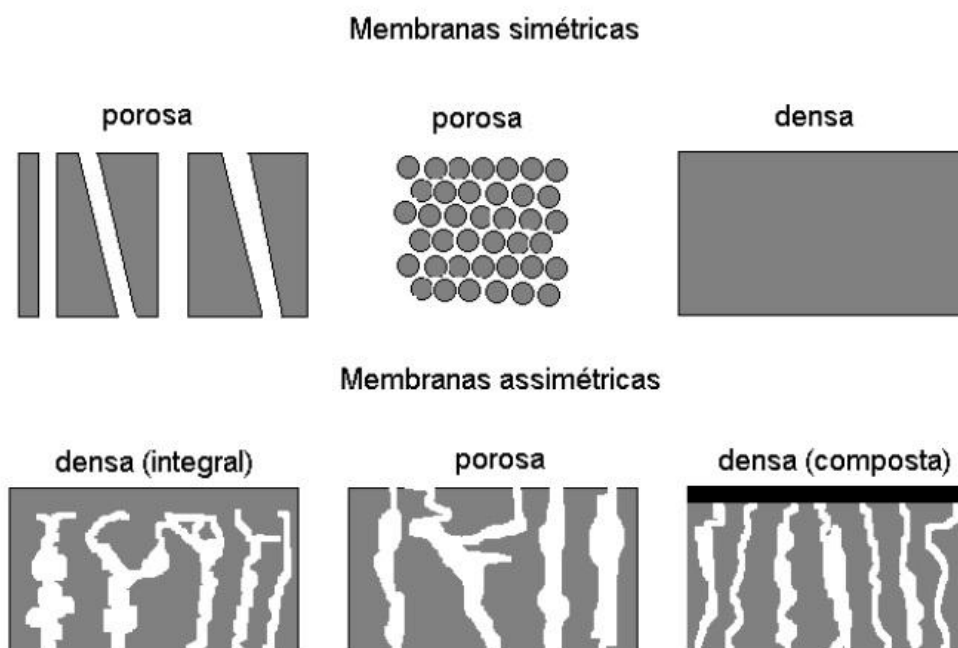 Membranas simétricas
porosa
porosa
densa
Membranas assimétricas
densa (integral)
porosa
densa (composta)